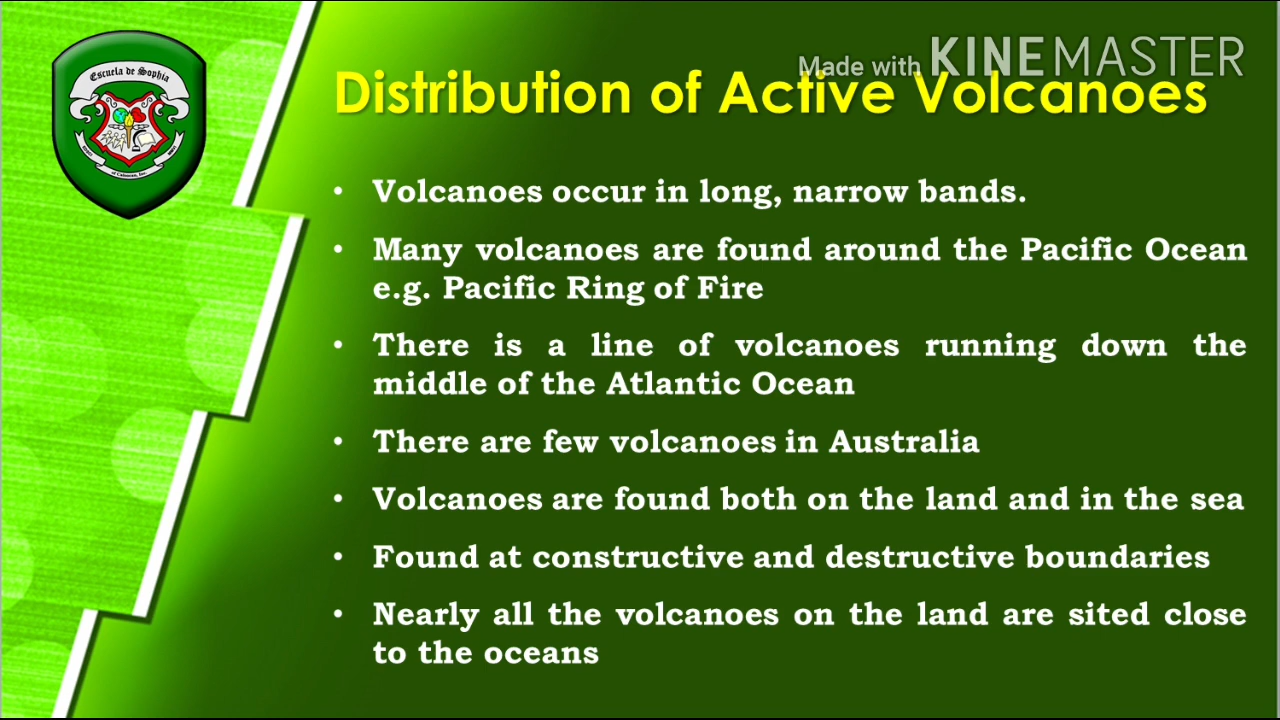 Escuela de Sophia
of Cabuyao, Inc.
Made with KINEMASTER
Distribution of Active Volcanoes
• Volcanoes occur in long, narrow bands.
• Many volcanoes are found around the Pacific Ocean
e.g. Pacific Ring of Fire
• There is a line of volcanoes running down the
middle of the Atlantic Ocean
• There are few volcanoes in Australia
• Volcanoes are found both on the land and in the sea
• Found at constructive and destructive boundaries
• Nearly all the volcanoes on the land are sited close
to the oceans